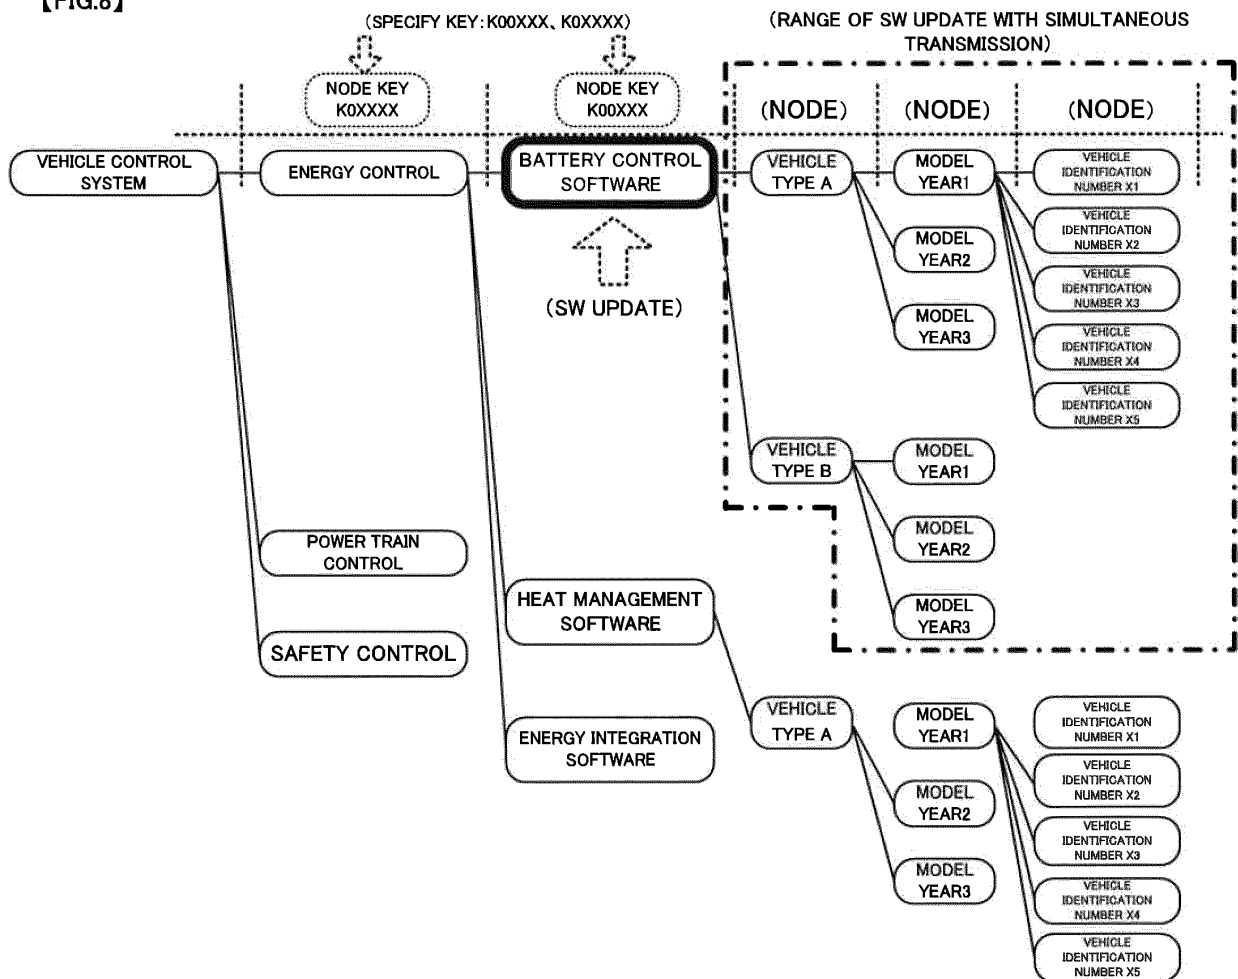 【FIG.8】
(SPECIFY KEY:K00XXX、K0XXXX)
(RANGE OF SW UPDATE WITH SIMULTANEOUS
TRANSMISSION)
NODE KEY
K0XXXX
NODE KEY
K00XXX
(NODE)
(NODE)
(NODE)
VEHICLE CONTROL
SYSTEM
ENERGY CONTROL
BATTERY CONTROL
SOFTWARE
VEHICLE
TYPE A
MODEL
YEAR1
VEHICLE
IDENTIFICATION
NUMBER X1
VEHICLE
IDENTIFICATION
NUMBER X2
MODEL
YEAR2
VEHICLE
IDENTIFICATION
NUMBER X3
(SW UPDATE)
MODEL
YEAR3
VEHICLE
IDENTIFICATION
NUMBER X4
VEHICLE
IDENTIFICATION
NUMBER X5
VEHICLE
TYPE B
MODEL
YEAR1
MODEL
YEAR2
MODEL
YEAR3
POWER TRAIN
CONTROL
HEAT MANAGEMENT
SOFTWARE
SAFETY CONTROL
ENERGY INTEGRATION
SOFTWARE
VEHICLE
TYPE A
MODEL
YEAR1
VEHICLE
IDENTIFICATION
NUMBER X1
VEHICLE
IDENTIFICATION
NUMBER X2
MODEL
YEAR2
VEHICLE
IDENTIFICATION
NUMBER X3
MODEL
YEAR3
VEHICLE
IDENTIFICATION
NUMBER X4
VEHICLE
IDENTIFICATION
NUMBER X5